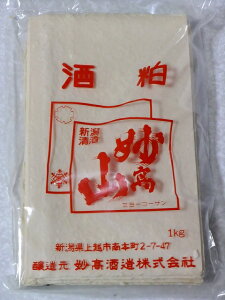 酒粕
新潟
清酒
妙高山
ミヨーコーサン
1kg
新潟県上越市南本町2-7-47
醸造元 妙高酒造株式会社